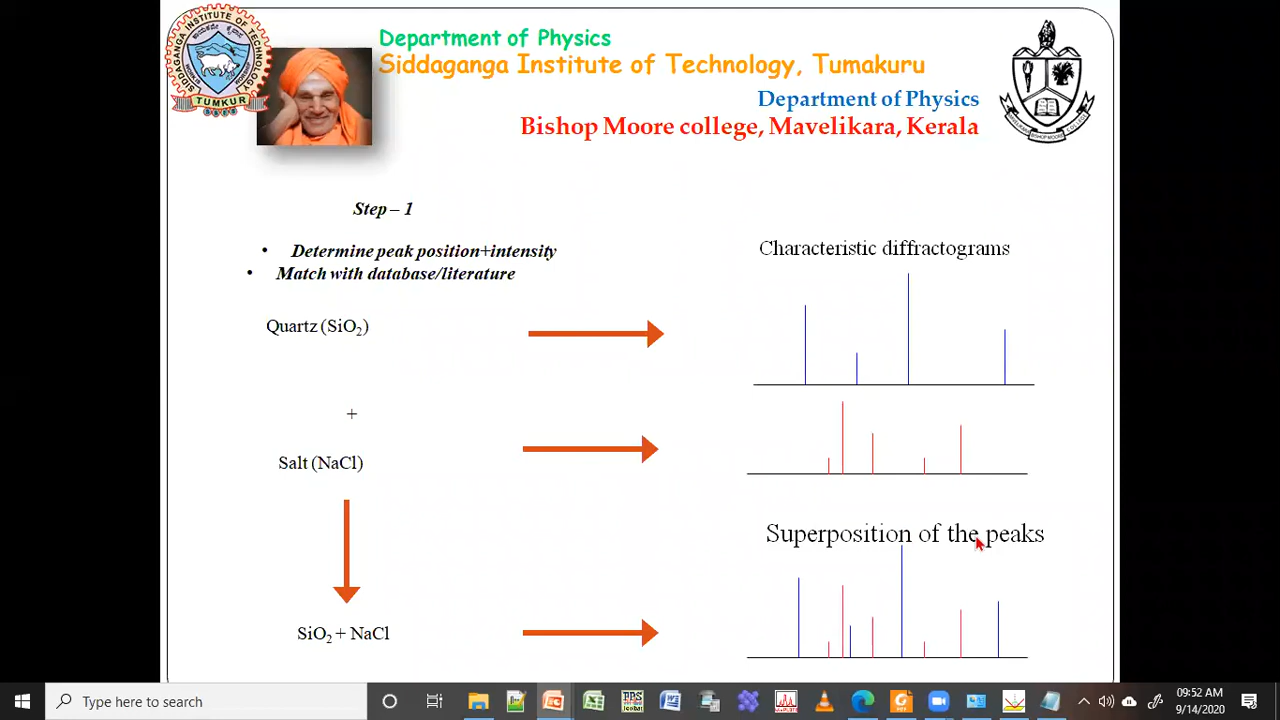 Department of Physics
Siddaganga Institute of Technology, Tumakuru
Department of Physics
Bishop Moore college, Mavelikara, Kerala
TUMKUR
Step – 1
• Determine peak position+intensity
• Match with database/literature
Characteristic diffractograms
Quartz (SiO₂)
+
Salt (NaCl)
Superposition of the peaks
SiO₂ + NaCl
Type here to search
09:52 AM
9/14/2020